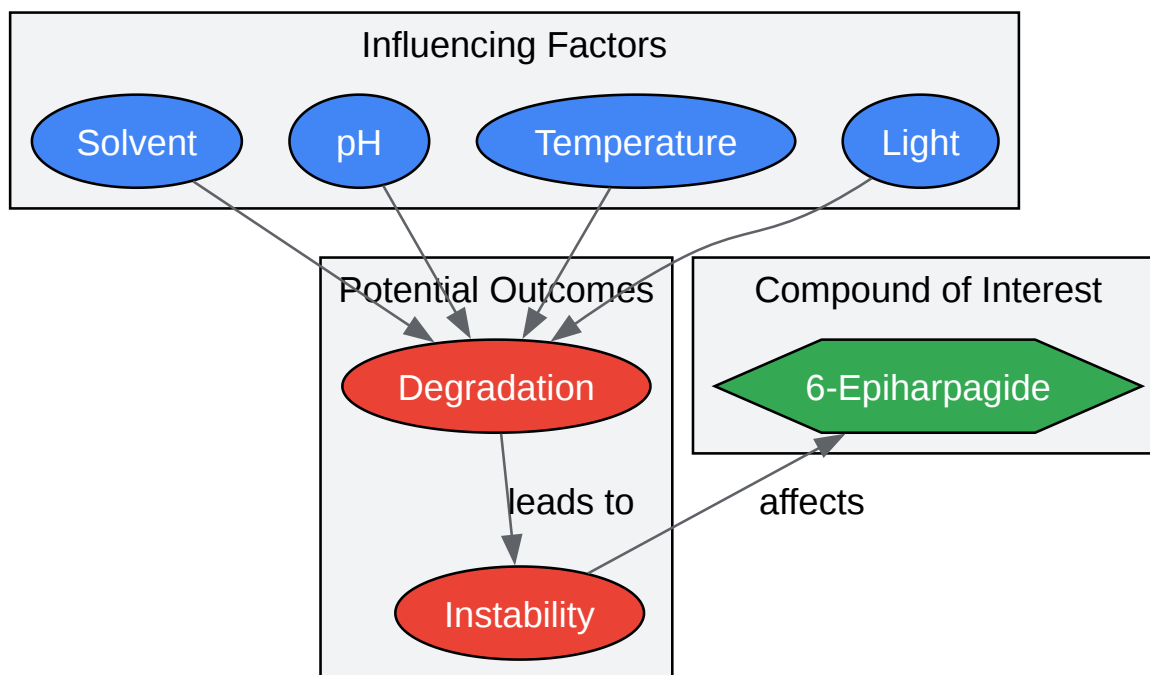 Influencing Factors
Solvent
pH
Temperature
Light
Potential Outcomes
Compound of Interest
Degradation
6-Epiharpagide
leads to
affects
Instability